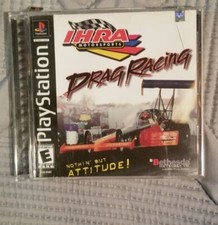 PlayStation
IHRA
MOTORSPORTS
DRAG RACING
NOTHIN' BUT
ATTITUDE!
E
Bethesda